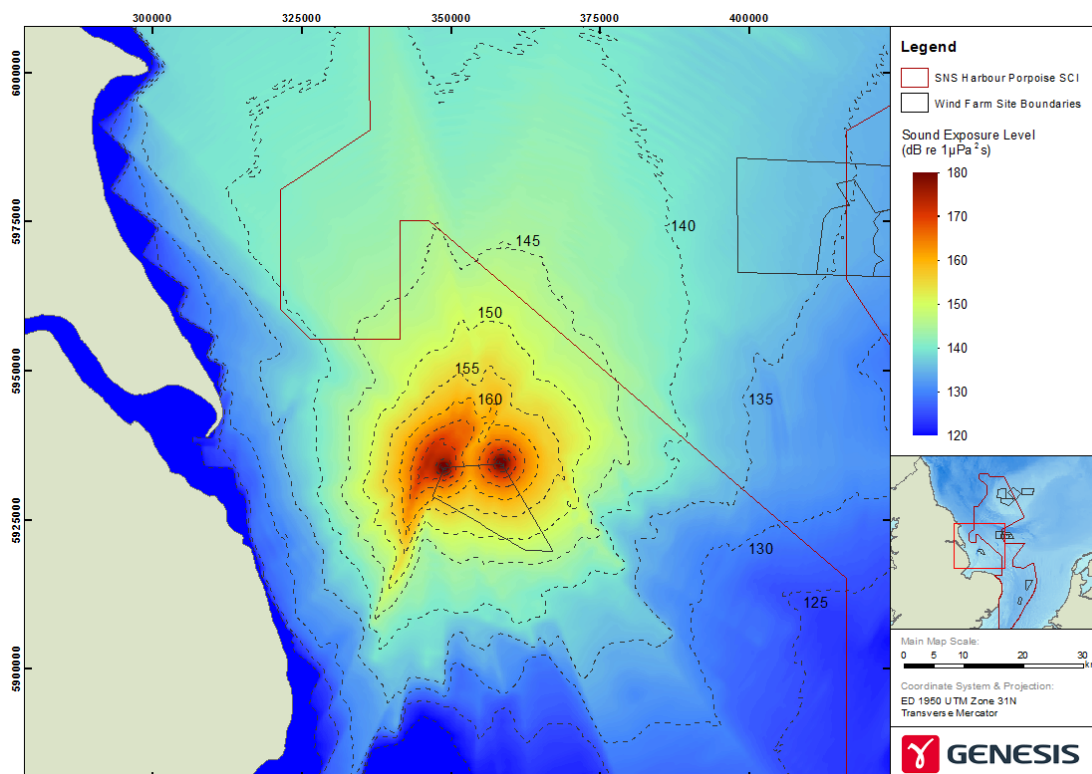 300000 325000 350000 375000 400000
6000000
5975000
5950000
5925000
5900000
145
140
150
155
160
135
130
125
Legend
SNS Harbour Porpoise SCI
Wind Farm Site Boundaries
Sound Exposure Level
(dB re 1µPa²s)
180
170
160
150
140
130
120
Main Map Scale:
0 5 10 20 30
km
Coordinate System & Projection:
ED 1950 UTM Zone 31N
Transverse Mercator
GENESIS